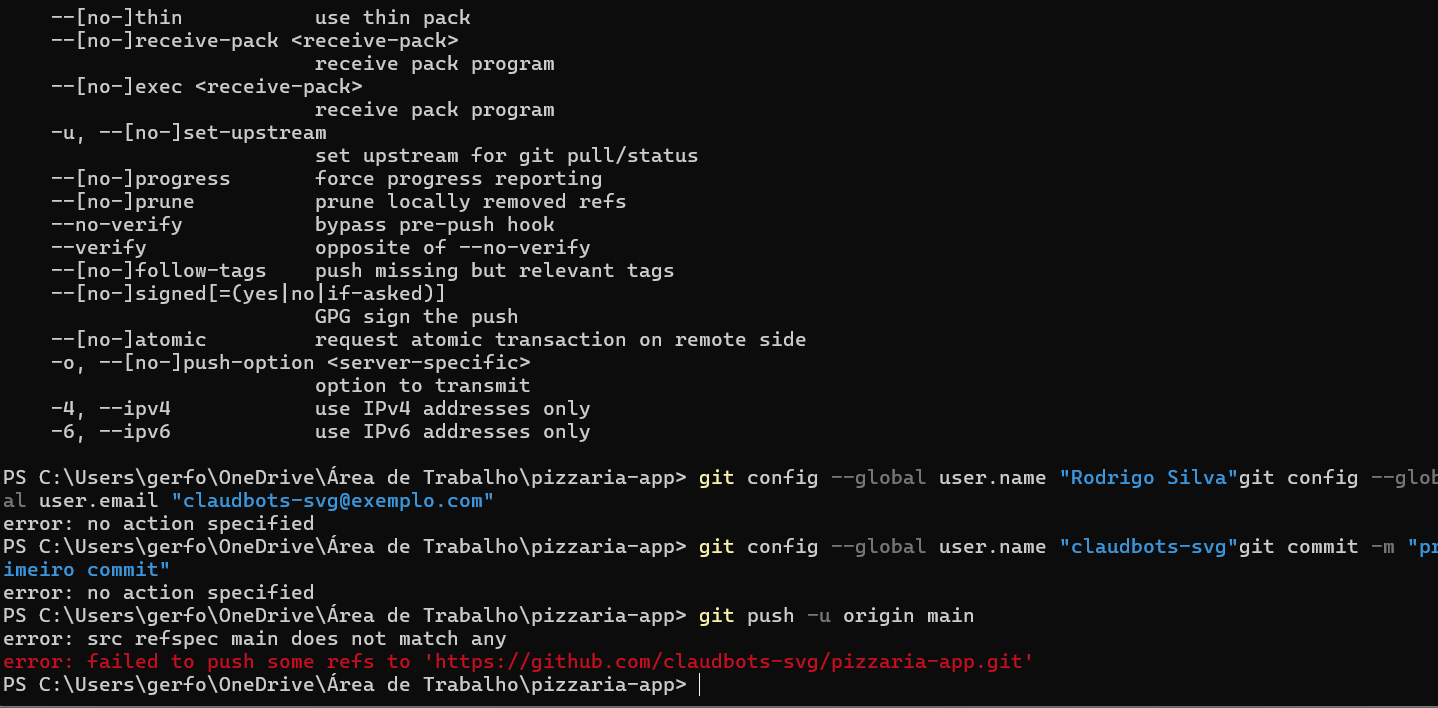 --[no-]thin           use thin pack
--[no-]receive-pack <receive-pack>
receive pack program
--[no-]exec <receive-pack>
receive pack program
-u, --[no-]set-upstream
set upstream for git pull/status
--[no-]progress       force progress reporting
--[no-]prune          prune locally removed refs
--no-verify           bypass pre-push hook
--verify              opposite of --no-verify
--[no-]follow-tags    push missing but relevant tags
--[no-]signed[=(yes|no|if-asked)]
GPG sign the push
--[no-]atomic         request atomic transaction on remote side
-o, --[no-]push-option <server-specific>
option to transmit
-4, --ipv4            use IPv4 addresses only
-6, --ipv6            use IPv6 addresses only
PS C:\Users\gerfo\OneDrive\Área de Trabalho\pizzaria-app> git config --global user.name "Rodrigo Silva"git config --glob
al user.email "claudbots-svg@exemplo.com"
error: no action specified
PS C:\Users\gerfo\OneDrive\Área de Trabalho\pizzaria-app> git config --global user.name "claudbots-svg"git commit -m "pr
imeiro commit"
error: no action specified
PS C:\Users\gerfo\OneDrive\Área de Trabalho\pizzaria-app> git push -u origin main
error: src refspec main does not match any
error: failed to push some refs to 'https://github.com/claudbots-svg/pizzaria-app.git'
PS C:\Users\gerfo\OneDrive\Área de Trabalho\pizzaria-app>